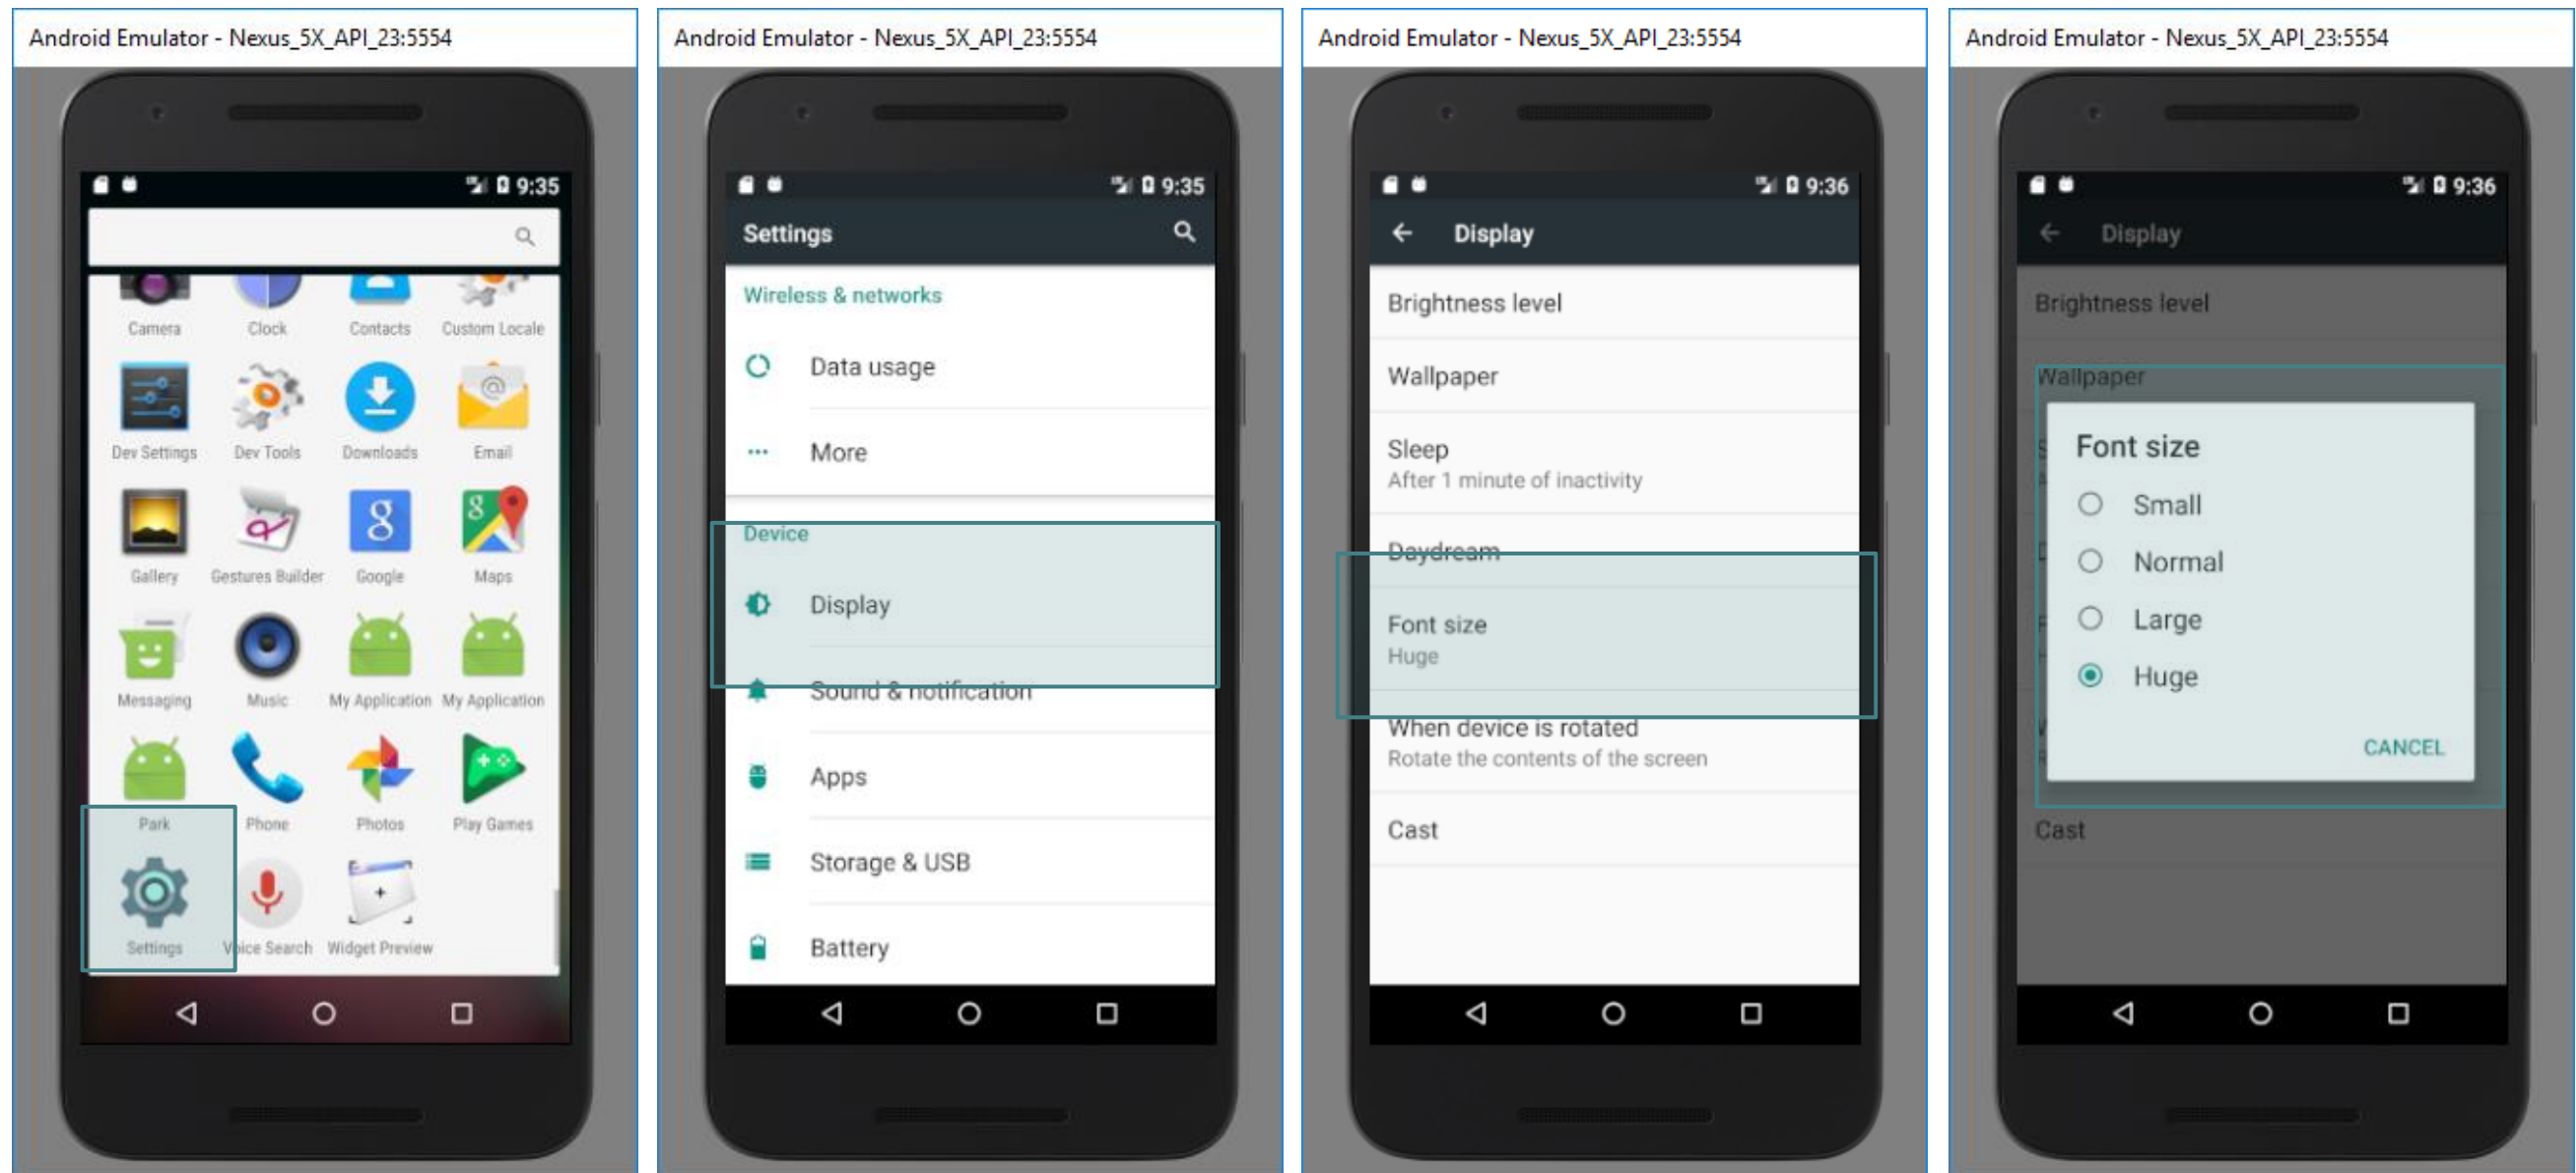 Android Emulator - Nexus_5X_API_23:5554
9:35
Camera Clock Contacts Custom Locale
Dev Settings Dev Tools Downloads Email
Gallery Gestures Builder Google Maps
Messaging Music My Application My Application
Park Phone Photos Play Games
Settings Voice Search Widget Preview
Android Emulator - Nexus_5X_API_23:5554
9:35
Settings
Wireless & networks
Data usage
More
Device
Display
Sound & notification
Apps
Storage & USB
Battery
Android Emulator - Nexus_5X_API_23:5554
9:36
Display
Brightness level
Wallpaper
Sleep
After 1 minute of inactivity
Daydream
Font size
Huge
When device is rotated
Rotate the contents of the screen
Cast
Android Emulator - Nexus_5X_API_23:5554
9:36
Display
Brightness level
Wallpaper
Font size
Small
Normal
Large
Huge
CANCEL
Cast